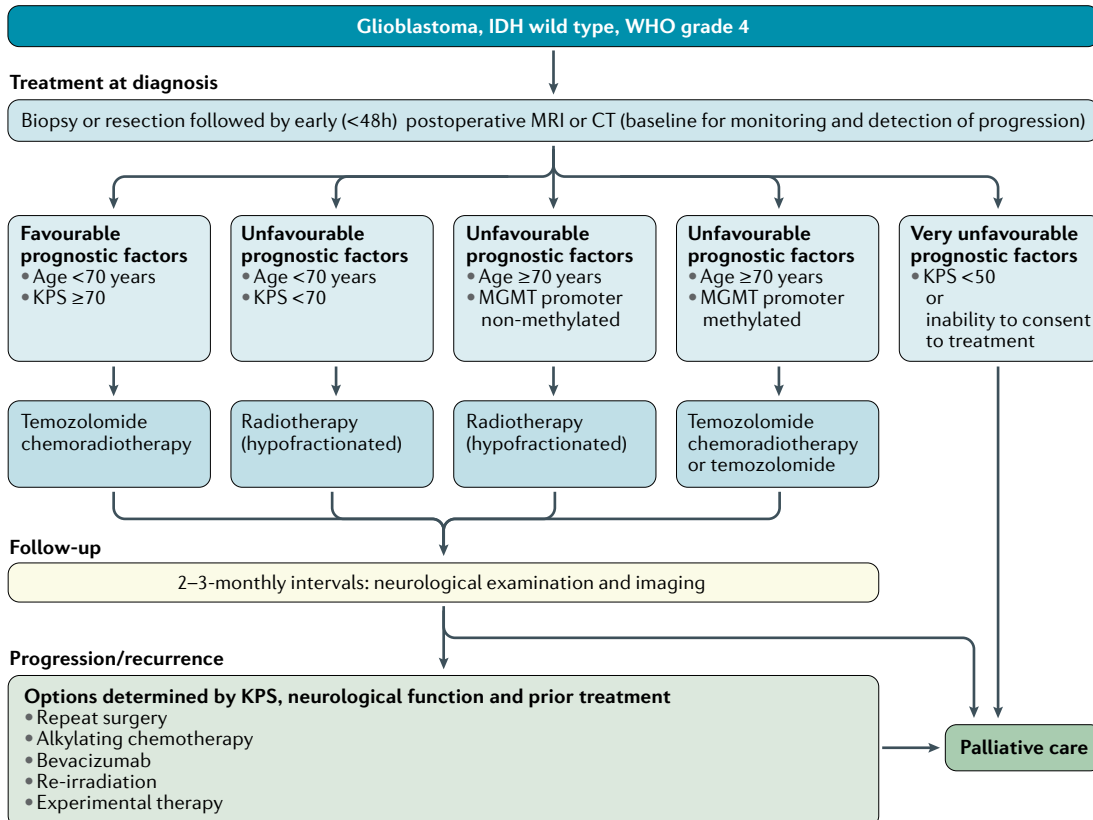 Glioblastoma, IDH wild type, WHO grade 4
Treatment at diagnosis
Biopsy or resection followed by early (<48h) postoperative MRI or CT (baseline for monitoring and detection of progression)
Favourable
prognostic factors
• Age <70 years
• KPS ≥70
Unfavourable
prognostic factors
• Age <70 years
• KPS <70
Unfavourable
prognostic factors
• Age ≥70 years
• MGMT promoter
non-methylated
Unfavourable
prognostic factors
• Age ≥70 years
• MGMT promoter
methylated
Very unfavourable
prognostic factors
• KPS <50
or
inability to consent
to treatment
Temozolomide
chemoradiotherapy
Radiotherapy
(hypofractionated)
Radiotherapy
(hypofractionated)
Temozolomide
chemoradiotherapy
or temozolomide
Follow-up
2–3-monthly intervals: neurological examination and imaging
Progression/recurrence
Options determined by KPS, neurological function and prior treatment
• Repeat surgery
• Alkylating chemotherapy
• Bevacizumab
• Re-irradiation
• Experimental therapy
Palliative care